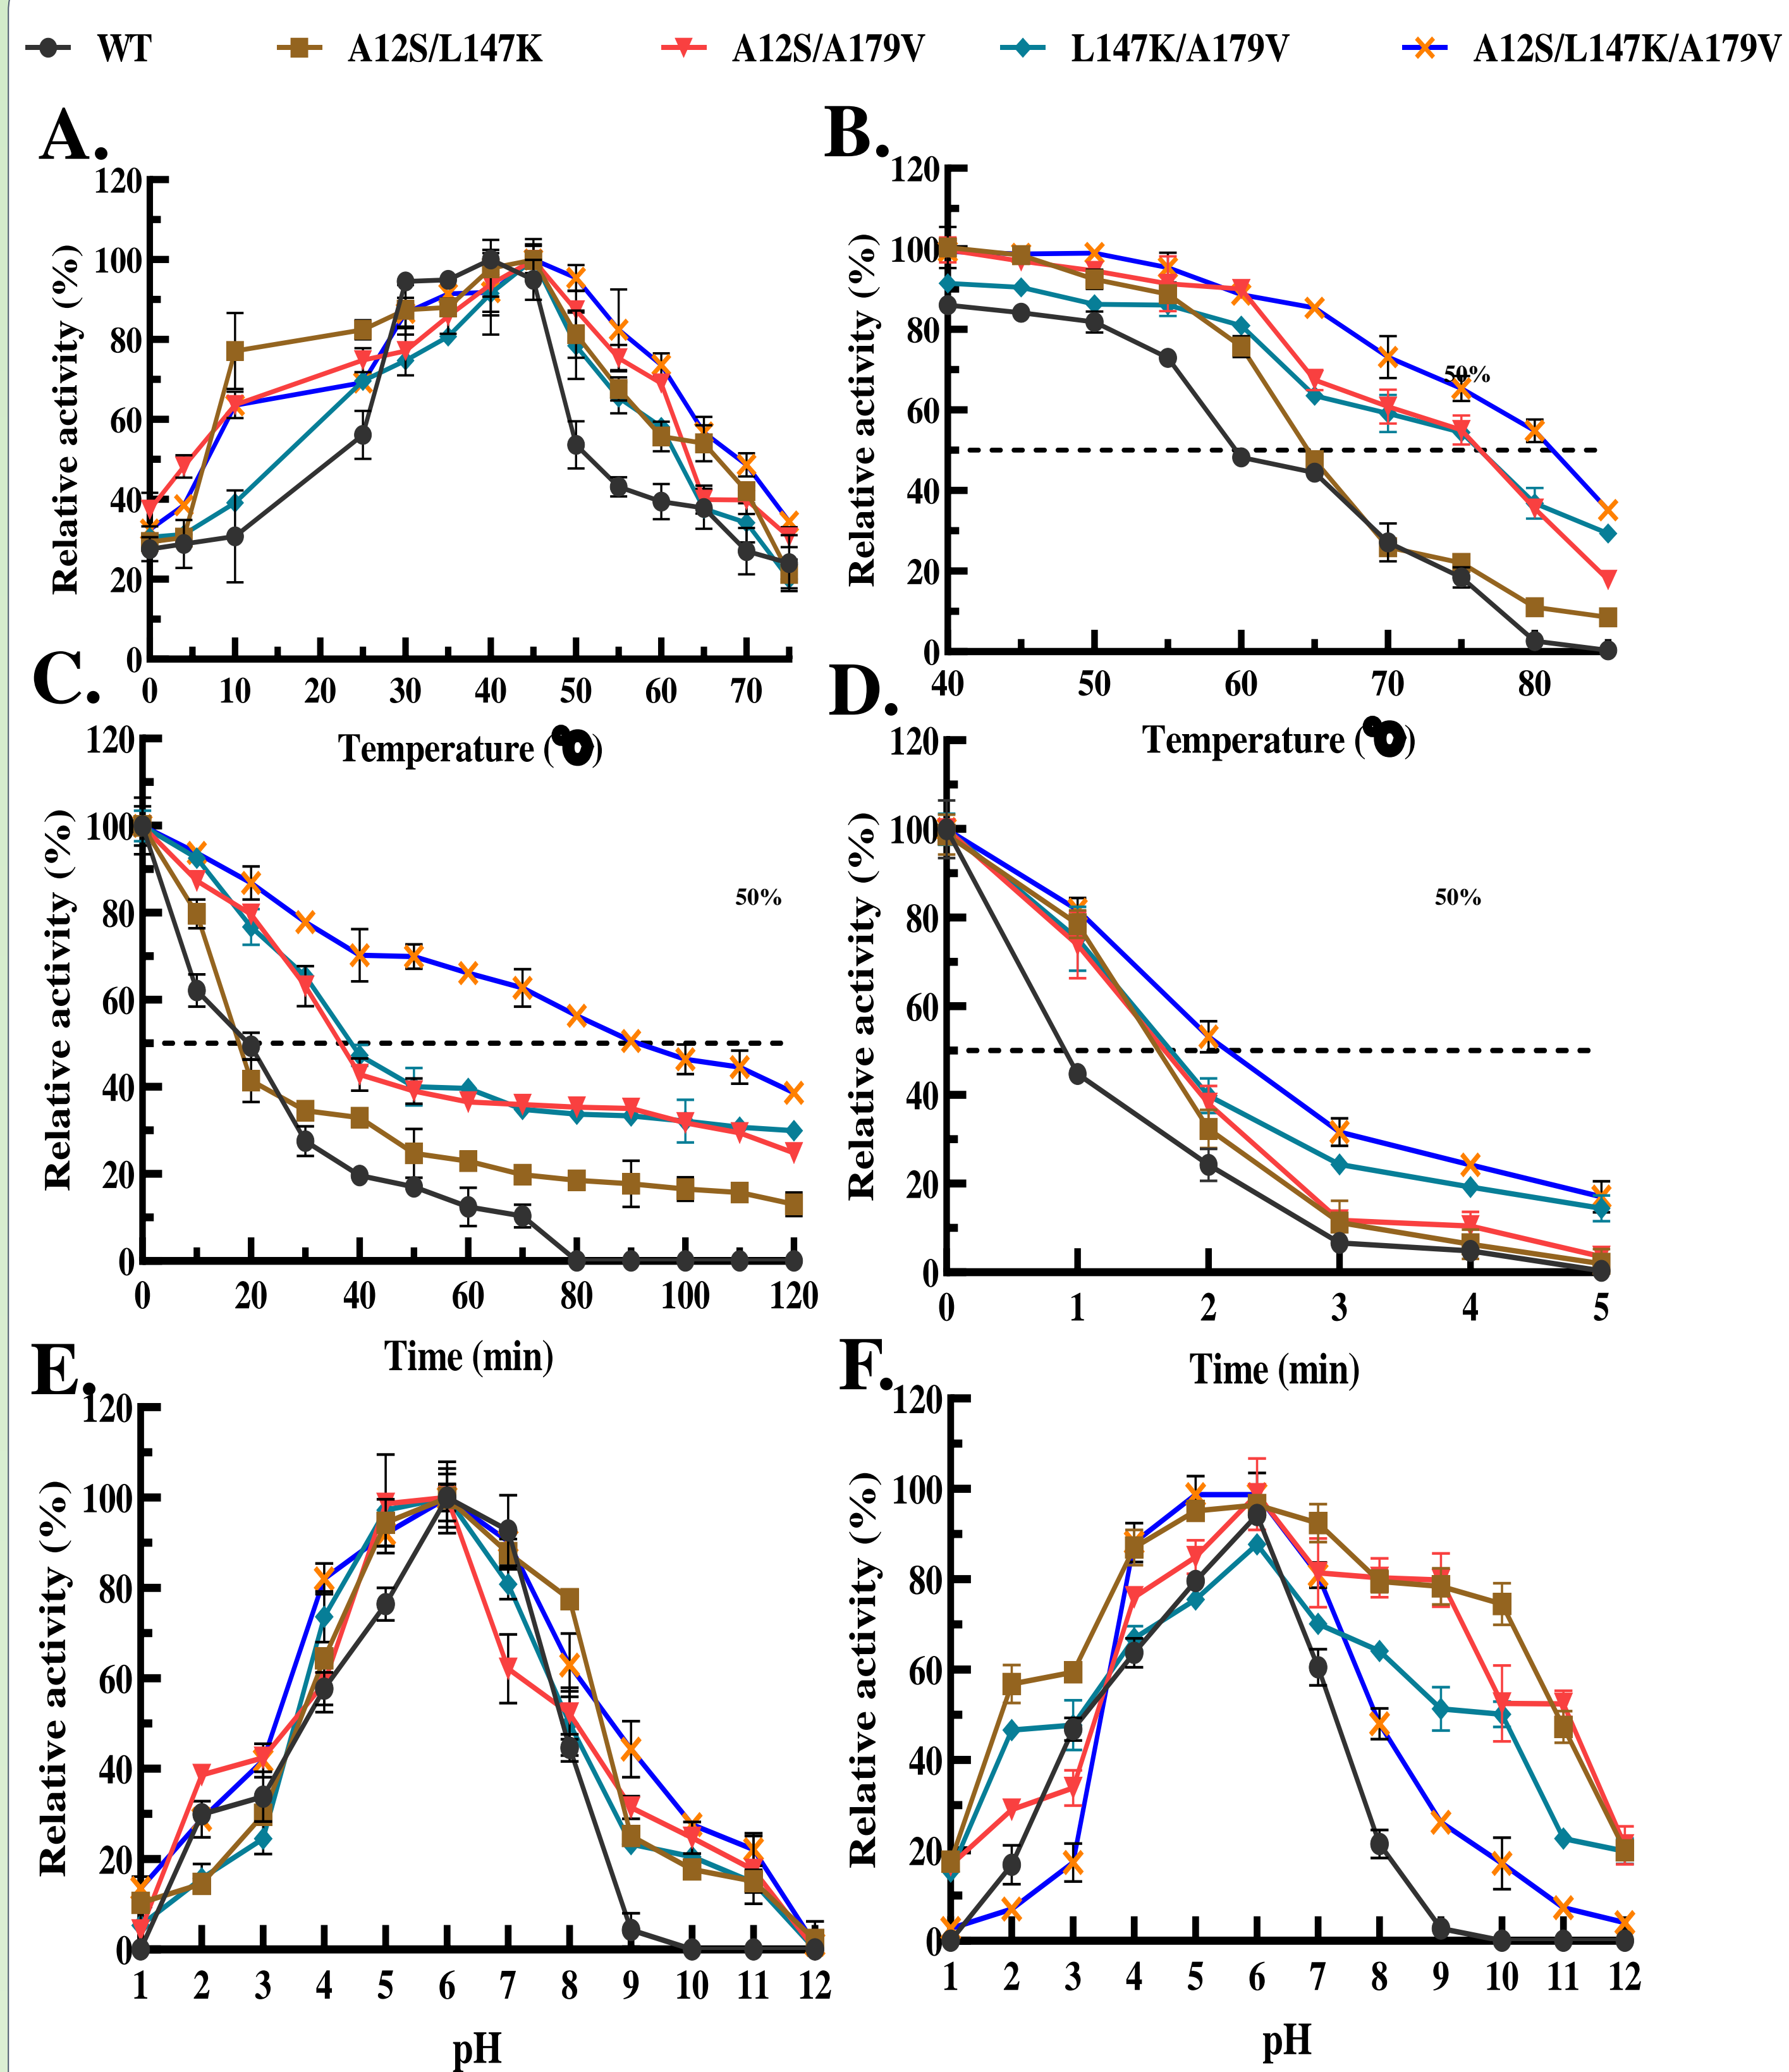 WT A12S/L147K A12S/A179V L147K/A179V A12S/L147K/A179V
A.
Relative activity (%)
120
100
80
60
40
20
0
0 10 20 30 40 50 60 70
Temperature (°C)
B.
Relative activity (%)
120
100
80
60
40
20
0
50%
40 50 60 70 80
Temperature (°C)
C.
Relative activity (%)
120
100
80
60
40
20
0
50%
0 20 40 60 80 100 120
Time (min)
D.
Relative activity (%)
120
100
80
60
40
20
0
50%
0 1 2 3 4 5
Time (min)
E.
Relative activity (%)
120
100
80
60
40
20
0
1 2 3 4 5 6 7 8 9 10 11 12
pH
F.
Relative activity (%)
120
100
80
60
40
20
0
1 2 3 4 5 6 7 8 9 10 11 12
pH